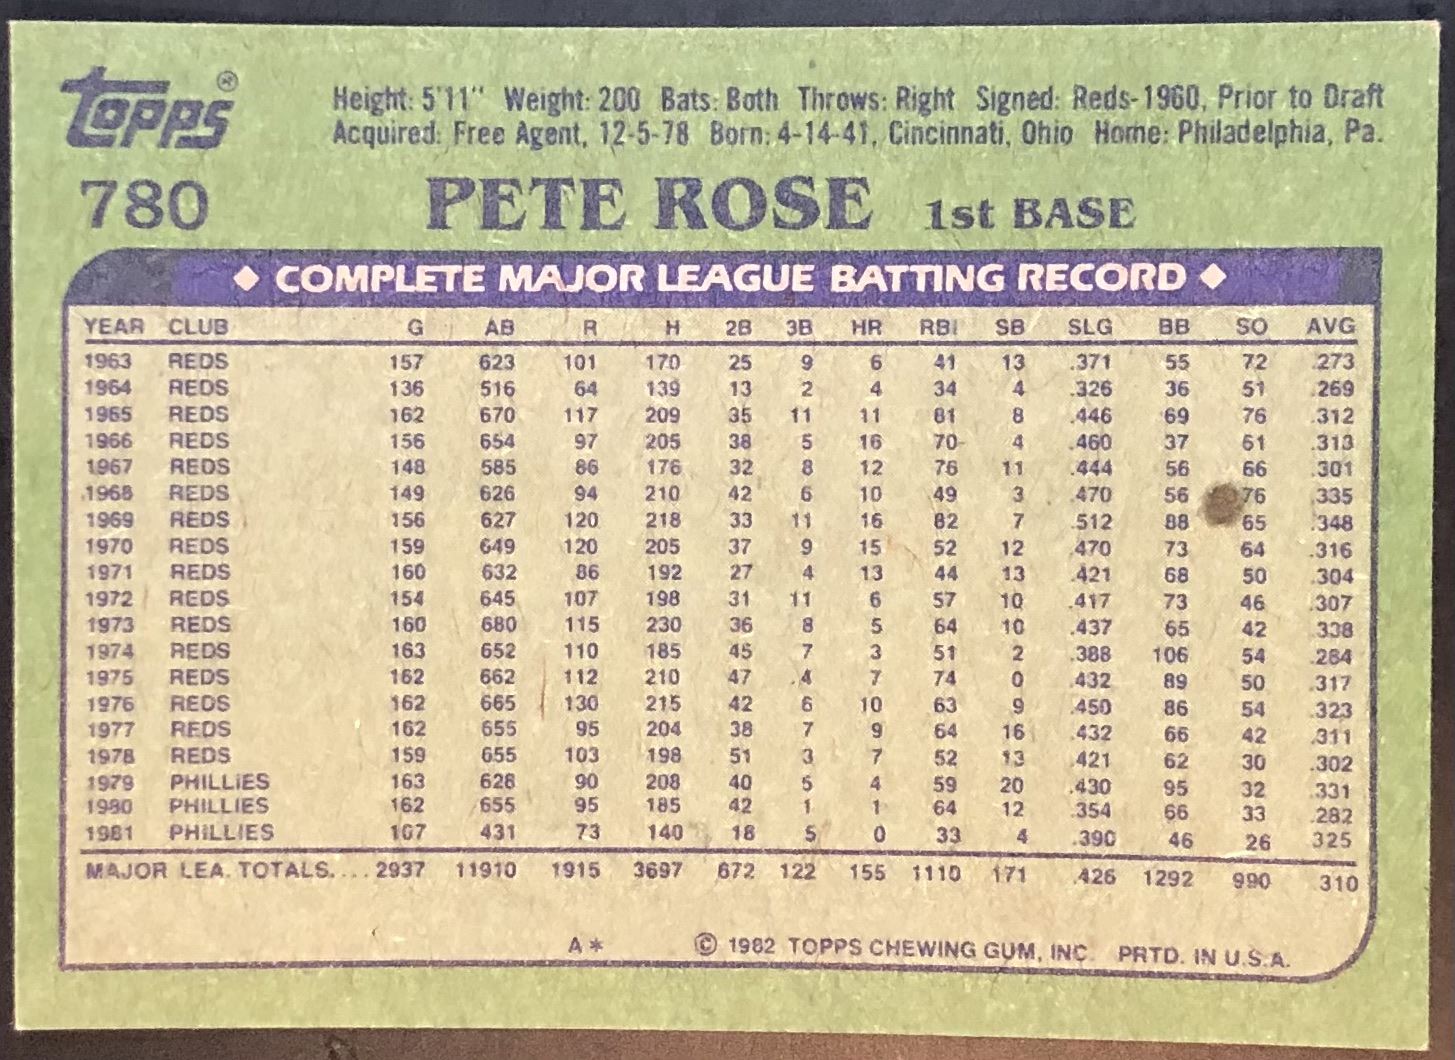 Topps®
Height: 5'11" Weight: 200 Bats: Both Throws: Right Signed: Reds-1960, Prior to Draft
Acquired: Free Agent, 12-5-78 Born: 4-14-41, Cincinnati, Ohio Home: Philadelphia, Pa.
780 PETE ROSE 1st BASE
◆ COMPLETE MAJOR LEAGUE BATTING RECORD ◆
YEAR CLUB G AB R H 2B 3B HR RBI SB SLG BB SO AVG
1963 REDS 157 623 101 170 25 9 6 41 13 .371 55 72 .273
1964 REDS 136 516 64 139 13 2 4 34 4 .326 36 51 .269
1965 REDS 162 670 117 209 35 11 11 81 8 .446 69 76 .312
1966 REDS 156 654 97 205 38 5 16 70 4 .460 37 61 .313
1967 REDS 148 585 86 176 32 8 12 76 11 .444 56 66 .301
1968 REDS 149 626 94 210 42 6 10 49 3 .470 56 76 .335
1969 REDS 156 627 120 218 33 11 16 82 7 .512 88 65 .348
1970 REDS 159 649 120 205 37 9 15 52 12 .470 73 64 .316
1971 REDS 160 632 86 192 27 4 13 44 13 .421 68 50 .304
1972 REDS 154 645 107 198 31 11 6 57 10 .417 73 46 .307
1973 REDS 160 680 115 230 36 8 5 64 10 .437 65 42 .338
1974 REDS 163 652 110 185 45 7 3 51 2 .388 106 54 .284
1975 REDS 162 662 112 210 47 4 7 74 0 .432 89 50 .317
1976 REDS 162 665 130 215 42 6 10 63 9 .450 86 54 .323
1977 REDS 162 655 95 204 38 7 9 64 16 .432 66 42 .311
1978 REDS 159 655 103 198 51 3 7 52 13 .421 62 30 .302
1979 PHILLIES 163 628 90 208 40 5 4 59 20 .430 95 32 .331
1980 PHILLIES 162 655 95 185 42 1 1 64 12 .354 66 33 .282
1981 PHILLIES 107 431 73 140 18 5 0 33 4 .390 46 26 .325
MAJOR LEA. TOTALS.... 2937 11910 1915 3697 672 122 155 1110 171 .426 1292 990 .310
A* © 1982 TOPPS CHEWING GUM, INC. PRTD. IN U.S.A.